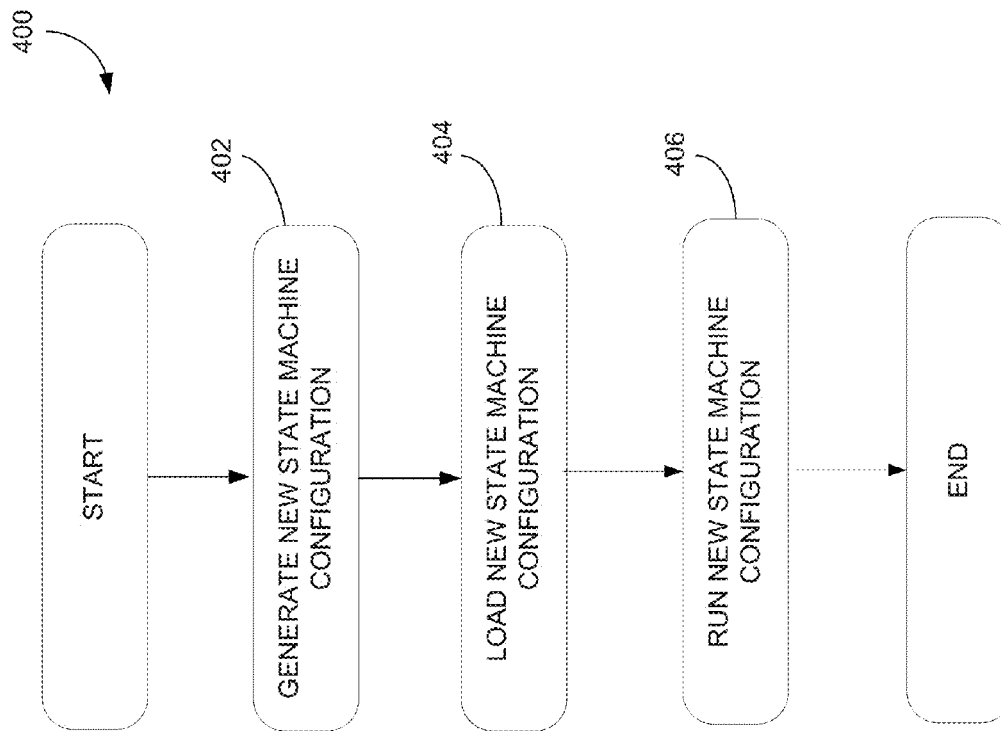 400
START
402
GENERATE NEW STATE MACHINE
CONFIGURATION
404
LOAD NEW STATE MACHINE
CONFIGURATION
406
RUN NEW STATE MACHINE
CONFIGURATION
END